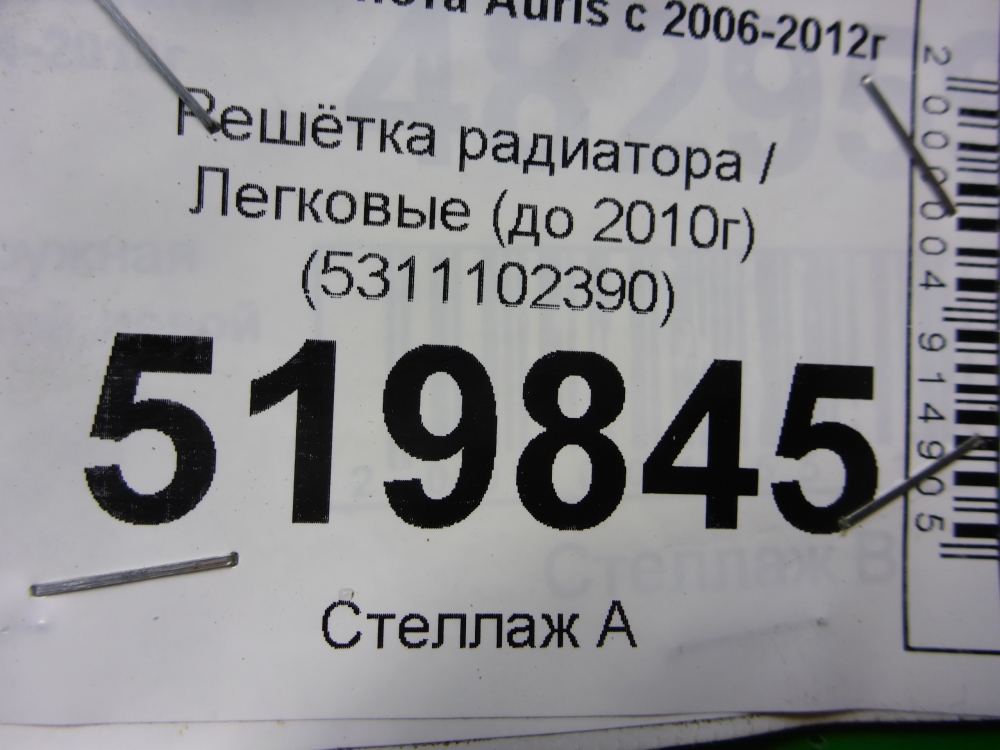 Auris с 2006-2012г
Решётка радиатора /
Легковые (до 2010г)
(5311102390)
519845
Стеллаж А
2000004914905